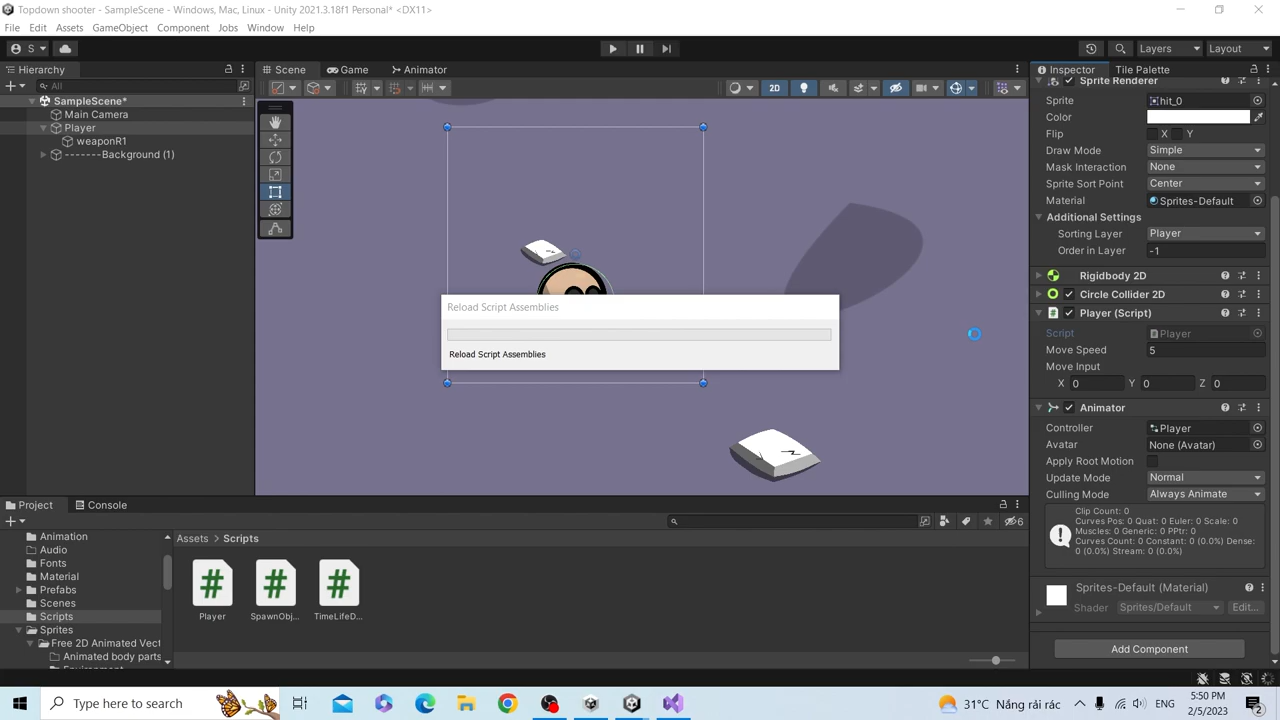 Topdown shooter - SampleScene - Windows, Mac, Linux - Unity 2021.3.18f1 Personal* <DX11>
File Edit Assets GameObject Component Jobs Window Help
S Layers Layout
Hierarchy Scene Game Animator Inspector Tile Palette
All 2D
SampleScene*
Main Camera
Player
weaponR1
-------Background (1)
Sprite Renderer
Sprite hit_0
Color
Flip X Y
Draw Mode Simple
Mask Interaction None
Sprite Sort Point Center
Material Sprites-Default
Additional Settings
Sorting Layer Player
Order in Layer -1
Rigidbody 2D
Circle Collider 2D
Player (Script)
Script Player
Move Speed 5
Move Input
X 0 Y 0 Z 0
Animator
Controller Player
Avatar None (Avatar)
Apply Root Motion
Update Mode Normal
Culling Mode Always Animate
Clip Count: 0
Curves Pos: 0 Quat: 0 Euler: 0 Scale: 0
Muscles: 0 Generic: 0 PPtr: 0
Curves Count: 0 Constant: 0 (0.0%) Dense:
0 (0.0%) Stream: 0 (0.0%)
Sprites-Default (Material)
Shader Sprites/Default Edit...
Add Component
Reload Script Assemblies
Reload Script Assemblies
Project Console
6
Animation
Audio
Fonts
Material
Prefabs
Scenes
Scripts
Sprites
Free 2D Animated Vect
Animated body parts
Assets > Scripts
Player SpawnObj... TimeLifeD...
Type here to search
31°C Nắng rải rác
5:50 PM
2/5/2023
2